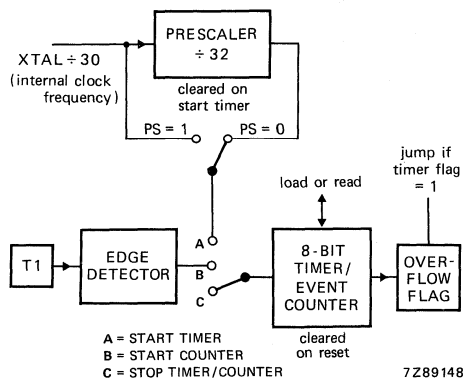 PRESCALER
÷ 32
XTAL ÷ 30
(internal clock
frequency)
cleared on
start timer
PS = 1
PS = 0
jump if
timer flag
= 1
load or read
T1
EDGE
DETECTOR
A
B
C
8-BIT
TIMER/
EVENT
COUNTER
OVER-
FLOW
FLAG
cleared
on reset
A = START TIMER
B = START COUNTER
C = STOP TIMER/COUNTER
7Z89148